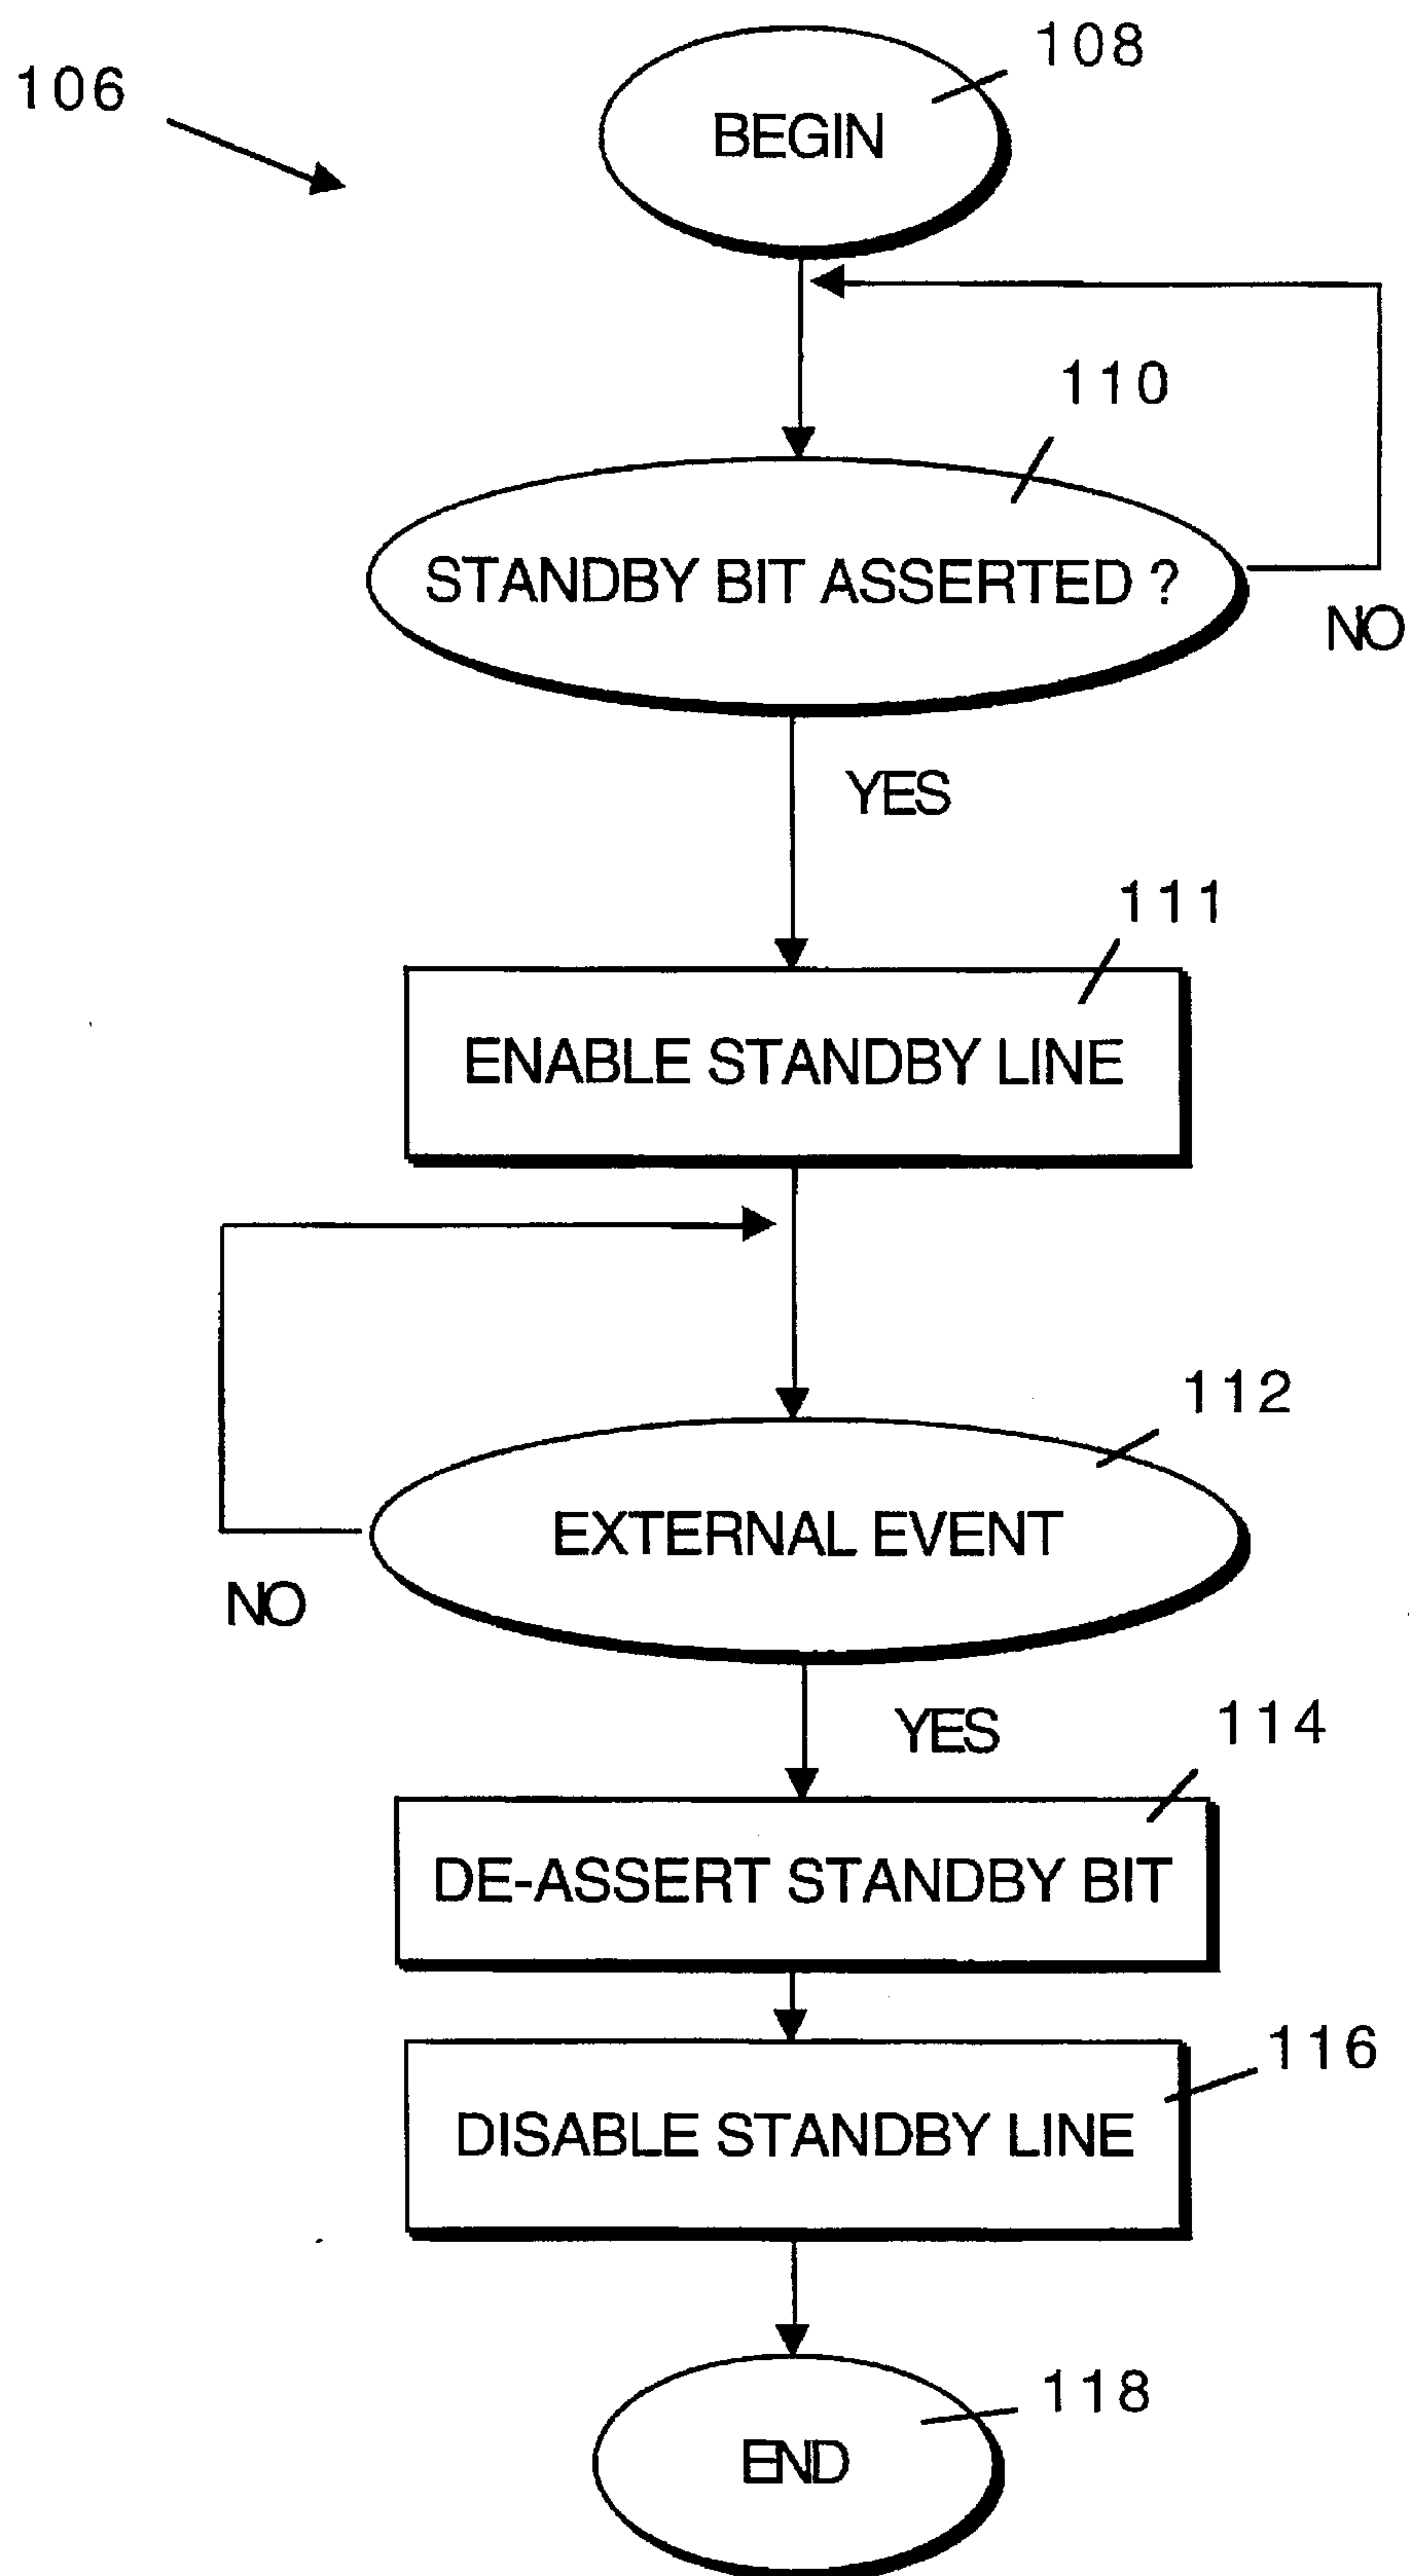 108
106
BEGIN
110
STANDBY BIT ASSERTED ?
NO
YES
111
ENABLE STANDBY LINE
112
EXTERNAL EVENT
NO
YES
114
DE-ASSERT STANDBY BIT
116
DISABLE STANDBY LINE
118
END